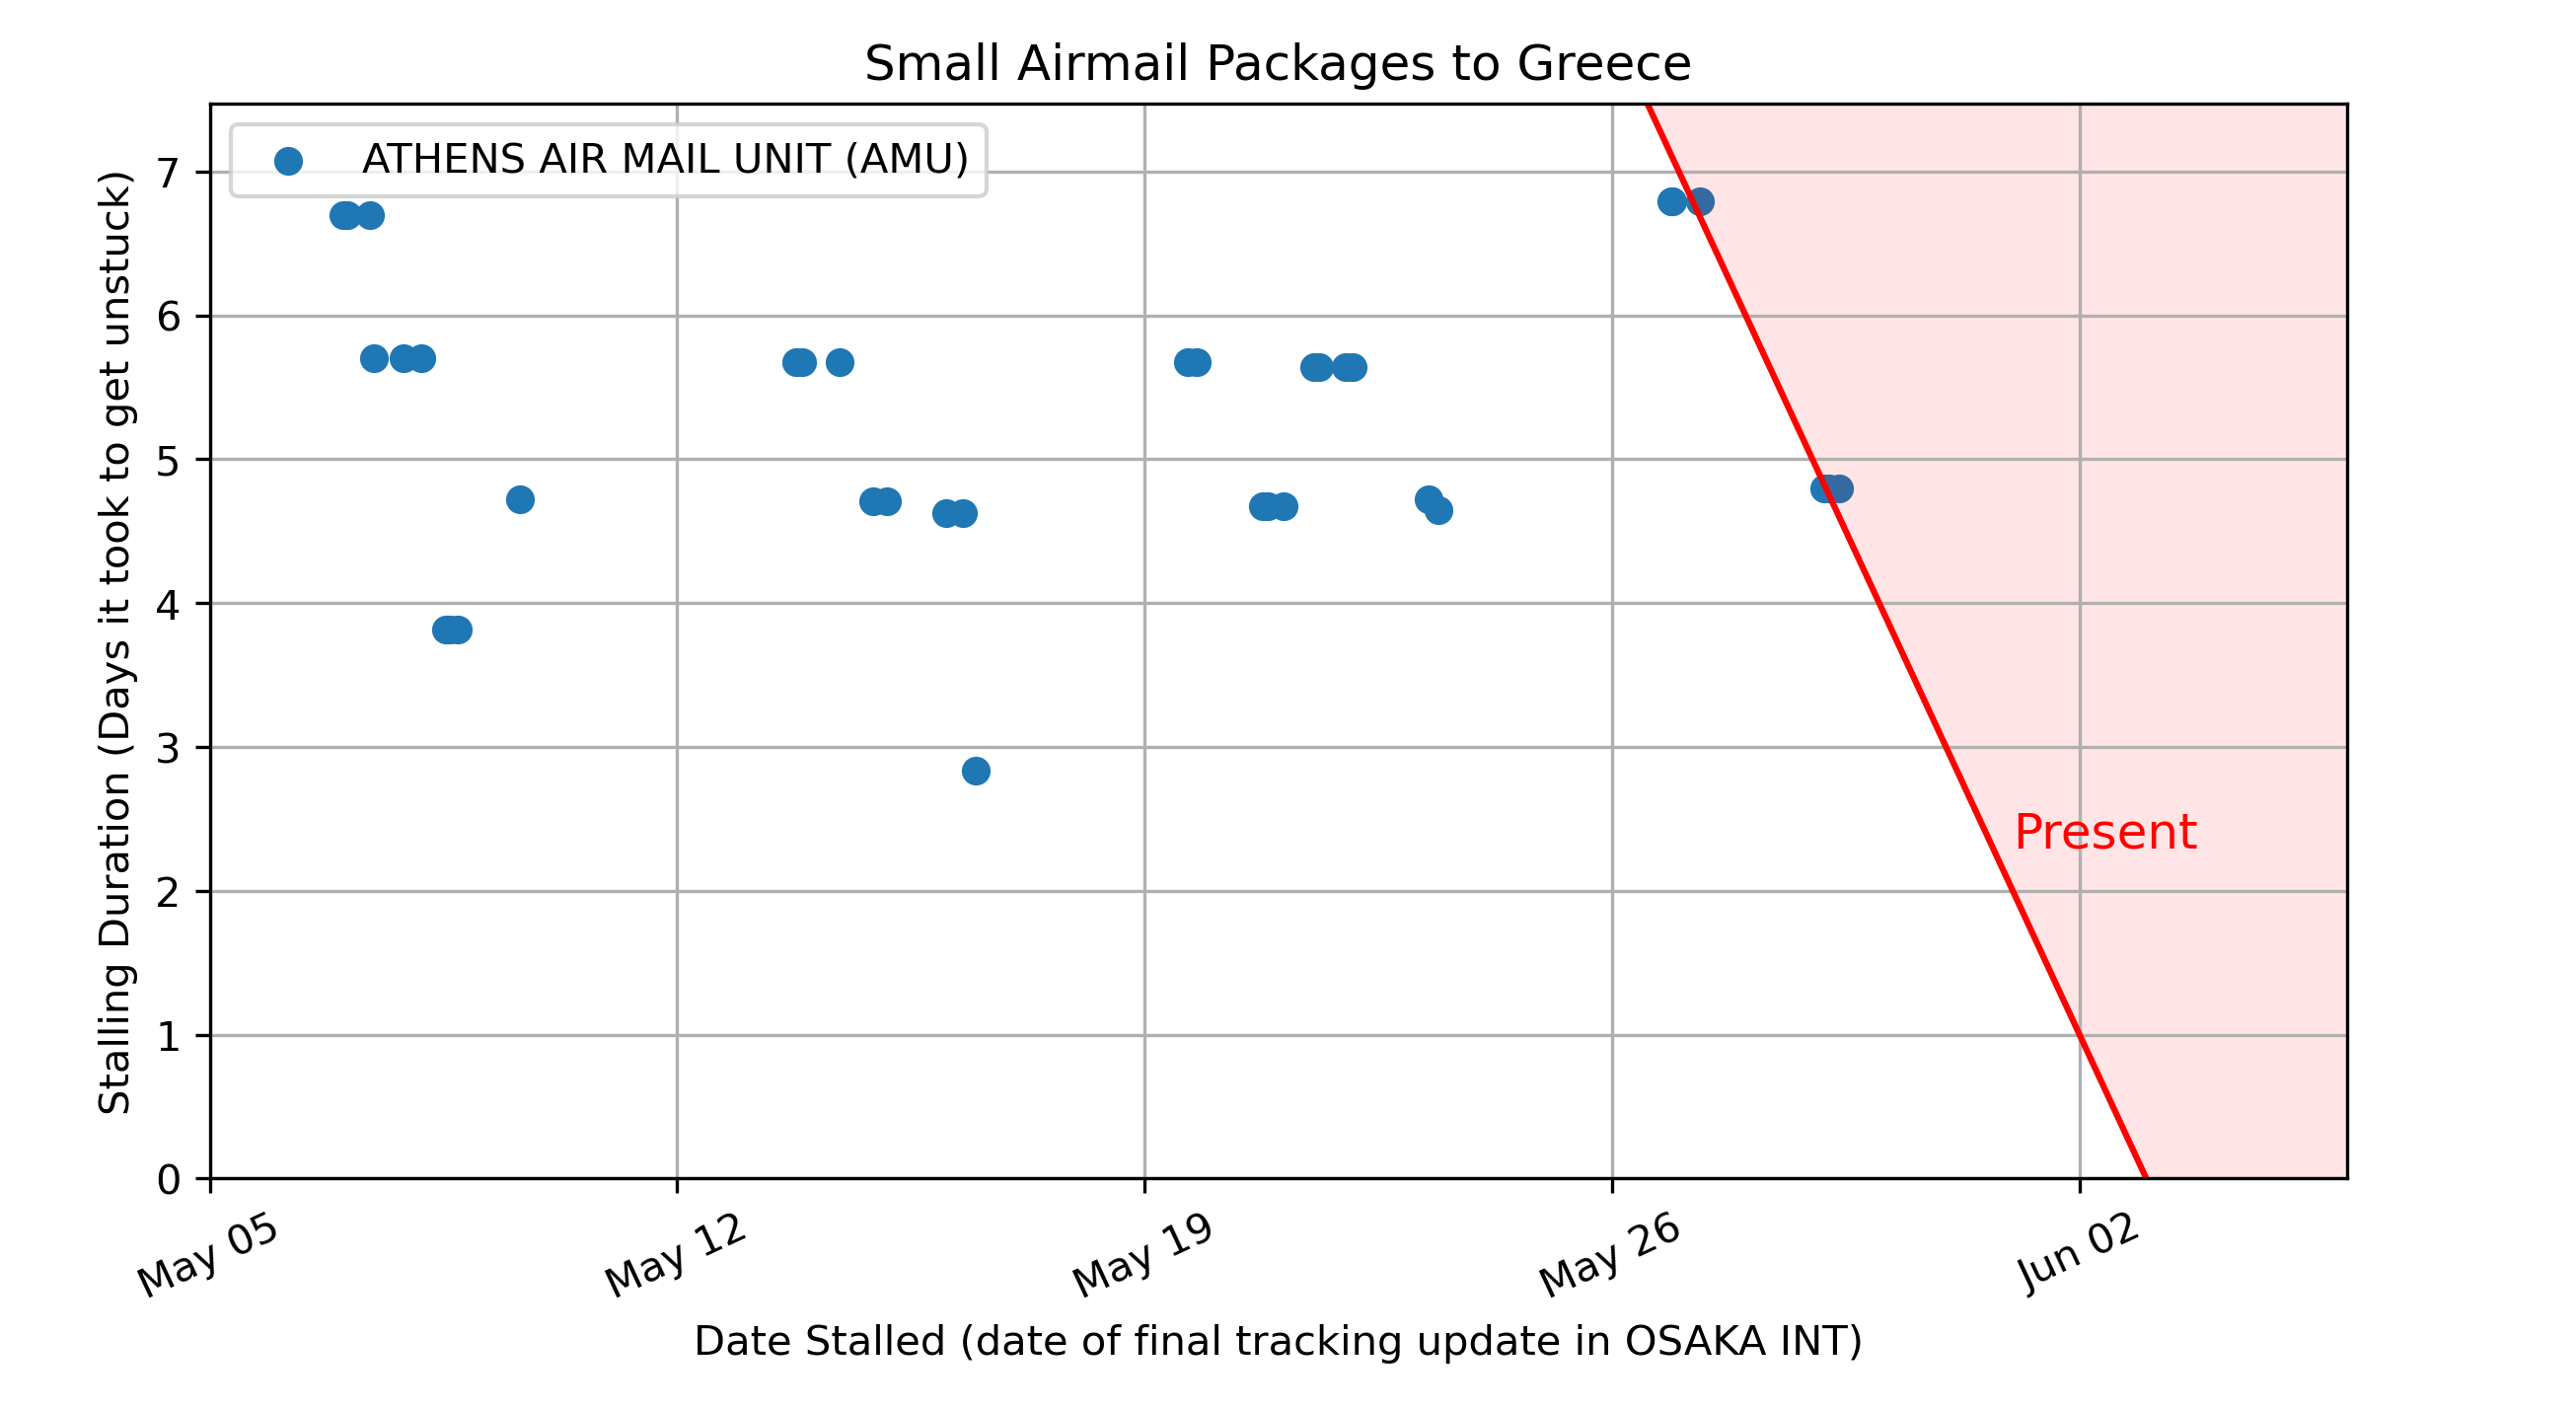 Small Airmail Packages to Greece
ATHENS AIR MAIL UNIT (AMU)
Stalling Duration (Days it took to get unstuck)
7
6
5
4
3
2
1
0
Present
May 05
May 12
May 19
May 26
Jun 02
Date Stalled (date of final tracking update in OSAKA INT)